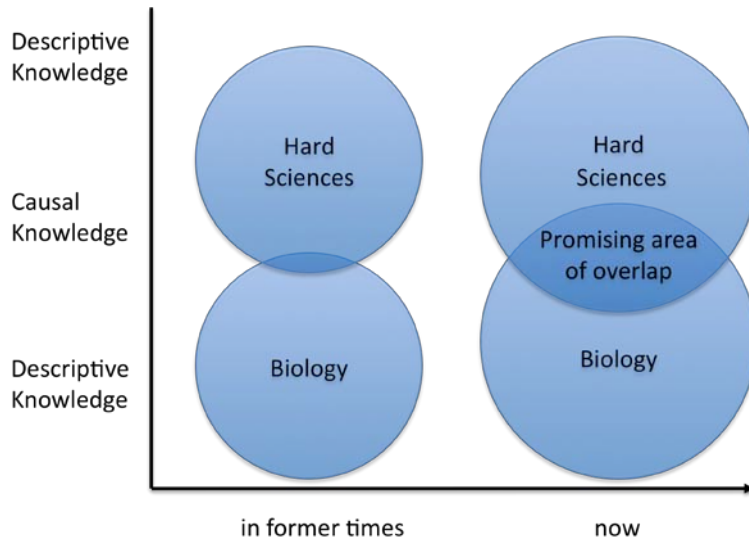 Descriptive
Knowledge
Causal
Knowledge
Descriptive
Knowledge
Hard
Sciences
Biology
Hard
Sciences
Promising area
of overlap
Biology
in former times
now